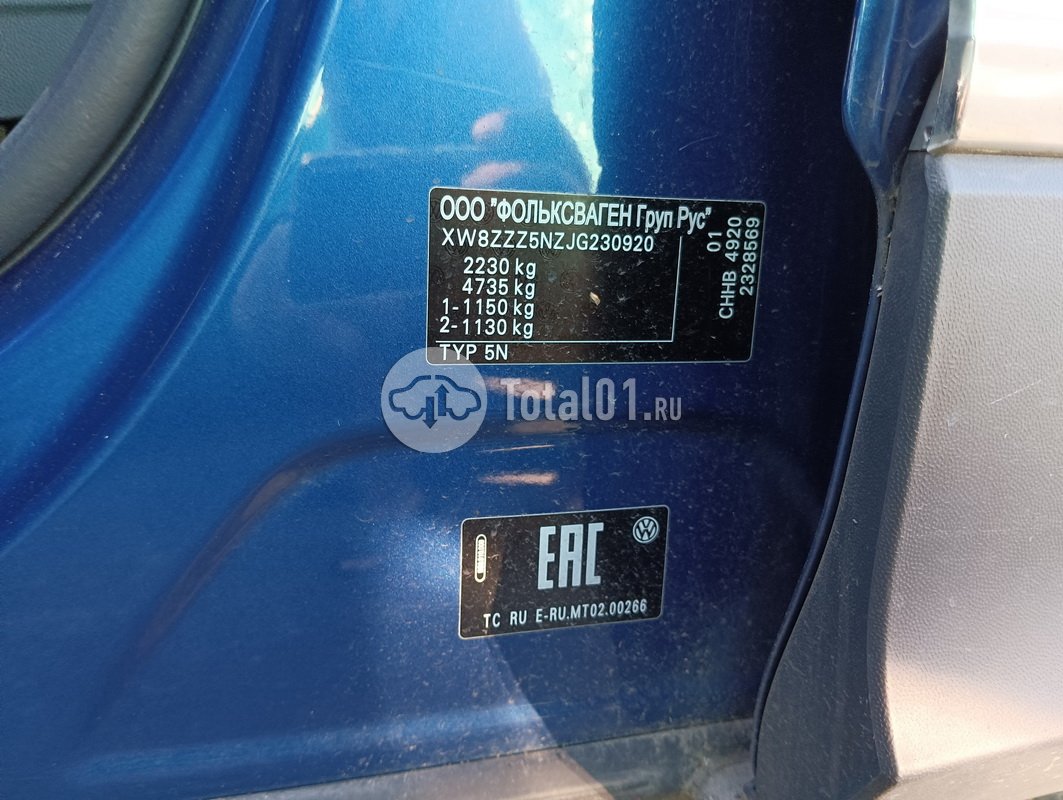 ООО "ФОЛЬКСВАГЕН Груп Рус"
XW8ZZZ5NZJG230920
2230 kg
4735 kg
1-1150 kg
2-1130 kg
TYP 5N
01
CHHB 4920
2328569
Total01.RU
EAC
TC RU E-RU.MT02.00266